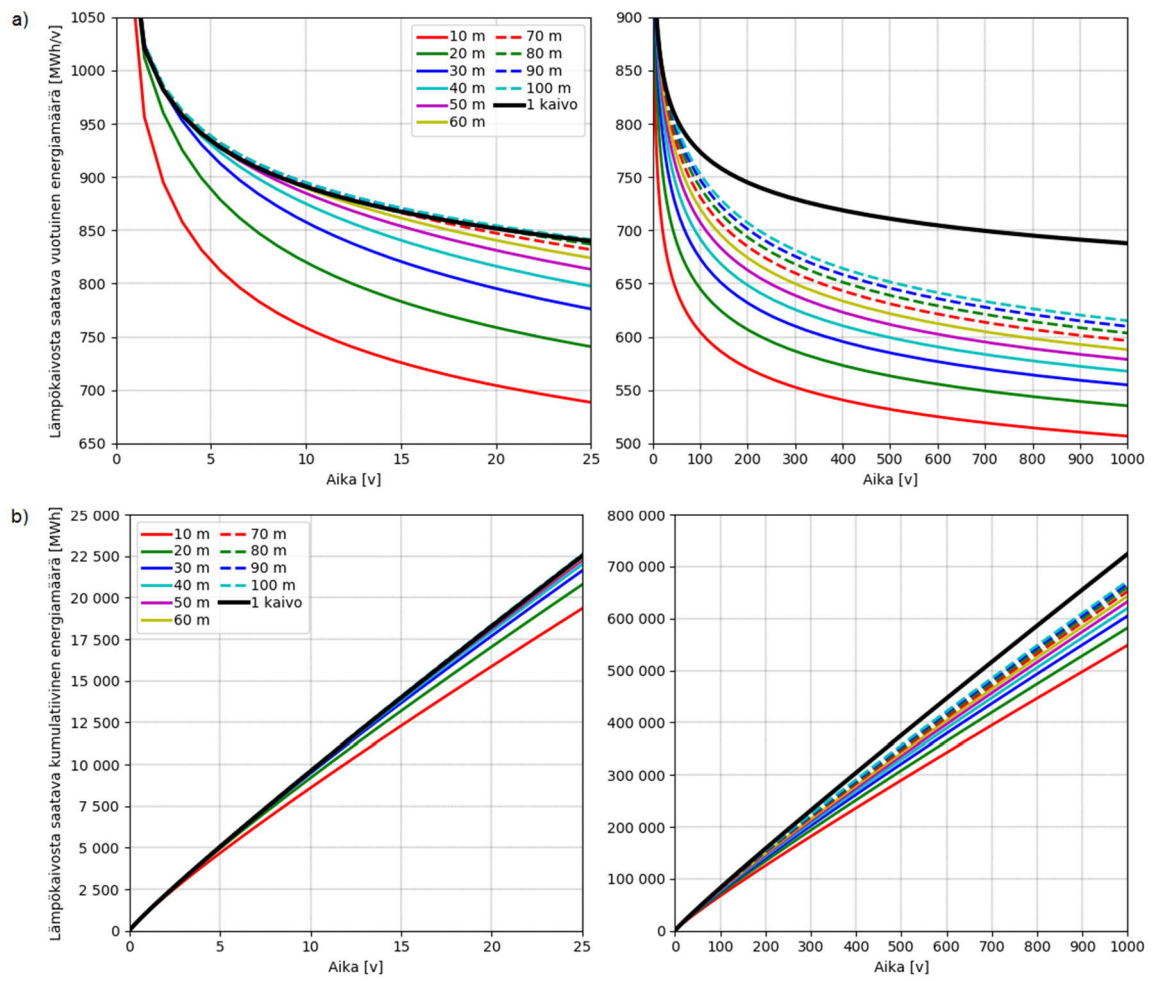 a)
Lämpökaivosta saatava vuotuinen energiamäärä [MWh/v]
1050
1000
950
900
850
800
750
700
650
0
5
10
15
20
25
Aika [v]
10 m
20 m
30 m
40 m
50 m
60 m
70 m
80 m
90 m
100 m
1 kaivo
900
850
800
750
700
650
600
550
500
0
100
200
300
400
500
600
700
800
900
1000
Aika [v]
b)
Lämpökaivosta saatava kumulatiivinen energiamäärä [MWh]
25 000
22 500
20 000
17 500
15 000
12 500
10 000
7 500
5 000
2 500
0
0
5
10
15
20
25
Aika [v]
10 m
20 m
30 m
40 m
50 m
60 m
70 m
80 m
90 m
100 m
1 kaivo
800 000
700 000
600 000
500 000
400 000
300 000
200 000
100 000
0
0
100
200
300
400
500
600
700
800
900
1000
Aika [v]